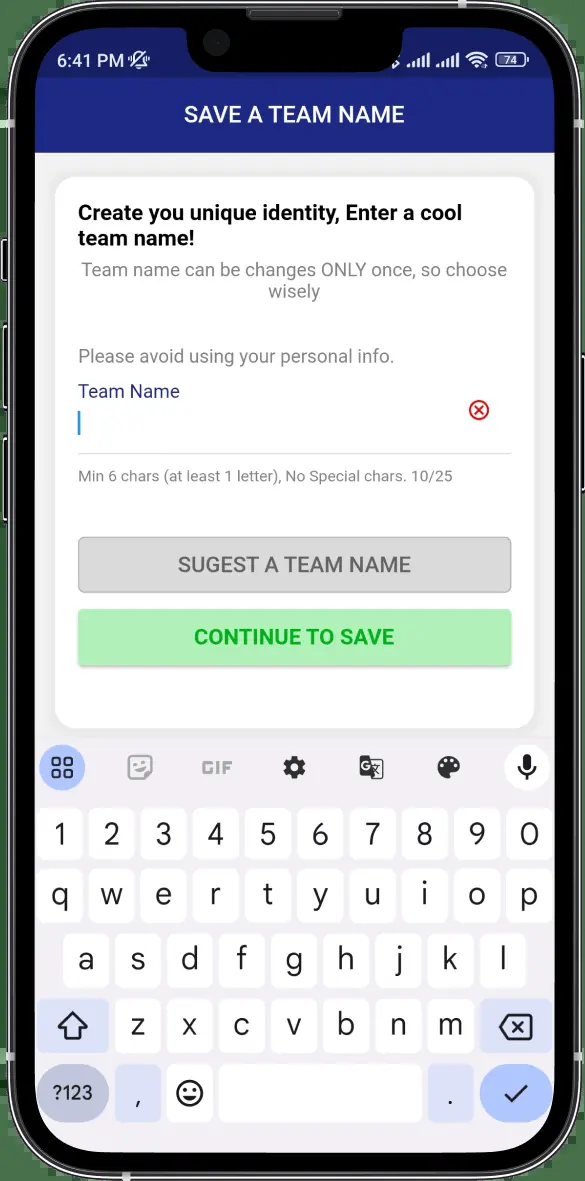 6:41 PM 74
SAVE A TEAM NAME
Create you unique identity, Enter a cool
team name!
Team name can be changes ONLY once, so choose
wisely
Please avoid using your personal info.
Team Name
Min 6 chars (at least 1 letter), No Special chars. 10/25
SUGEST A TEAM NAME
CONTINUE TO SAVE
GIF
1 2 3 4 5 6 7 8 9 0
q w e r t y u i o p
a s d f g h j k l
z x c v b n m
?123 , .